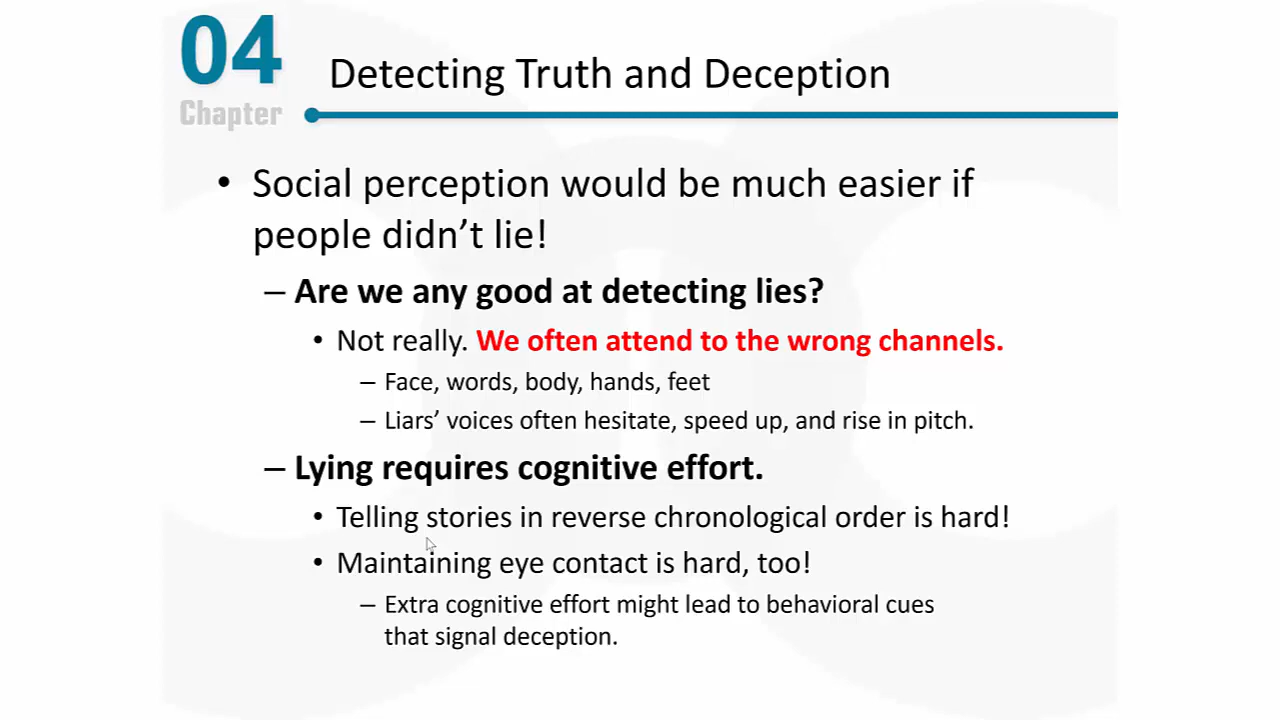 04
Chapter
Detecting Truth and Deception
• Social perception would be much easier if
people didn’t lie!
– Are we any good at detecting lies?
• Not really. We often attend to the wrong channels.
– Face, words, body, hands, feet
– Liars’ voices often hesitate, speed up, and rise in pitch.
– Lying requires cognitive effort.
• Telling stories in reverse chronological order is hard!
• Maintaining eye contact is hard, too!
– Extra cognitive effort might lead to behavioral cues
that signal deception.